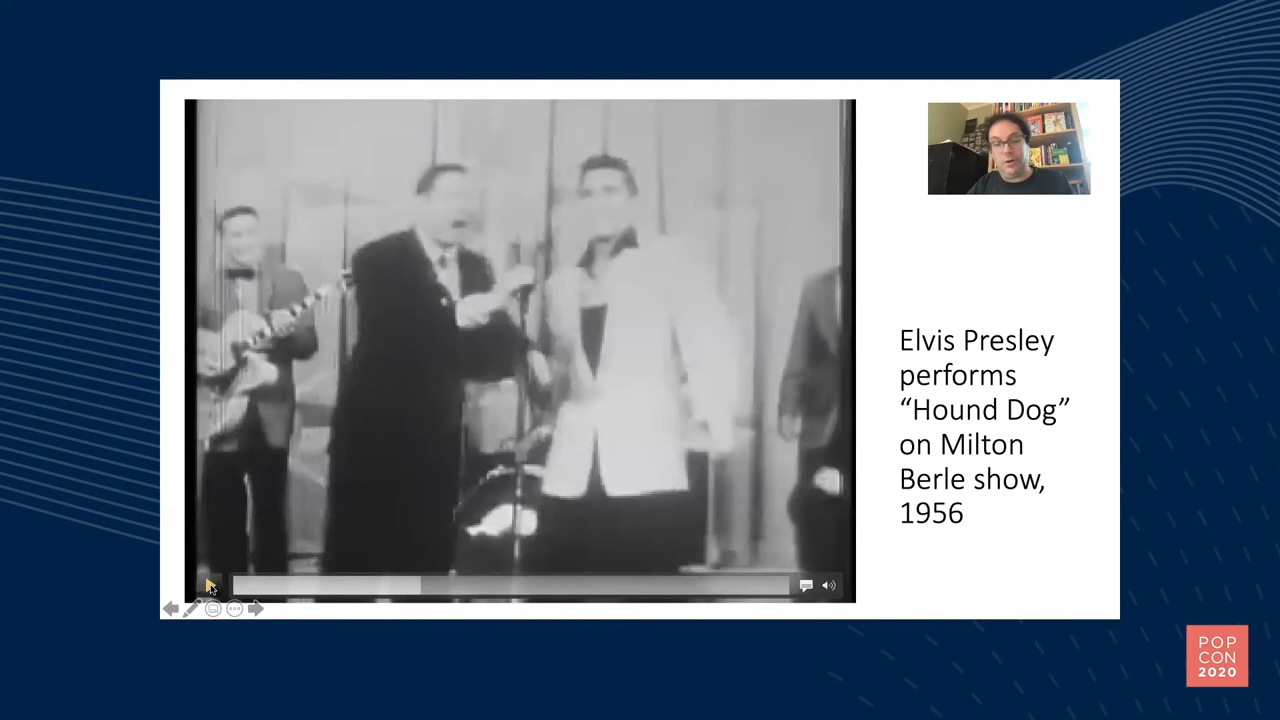 Elvis Presley
performs
“Hound Dog”
on Milton
Berle show,
1956
POP
CON
2020